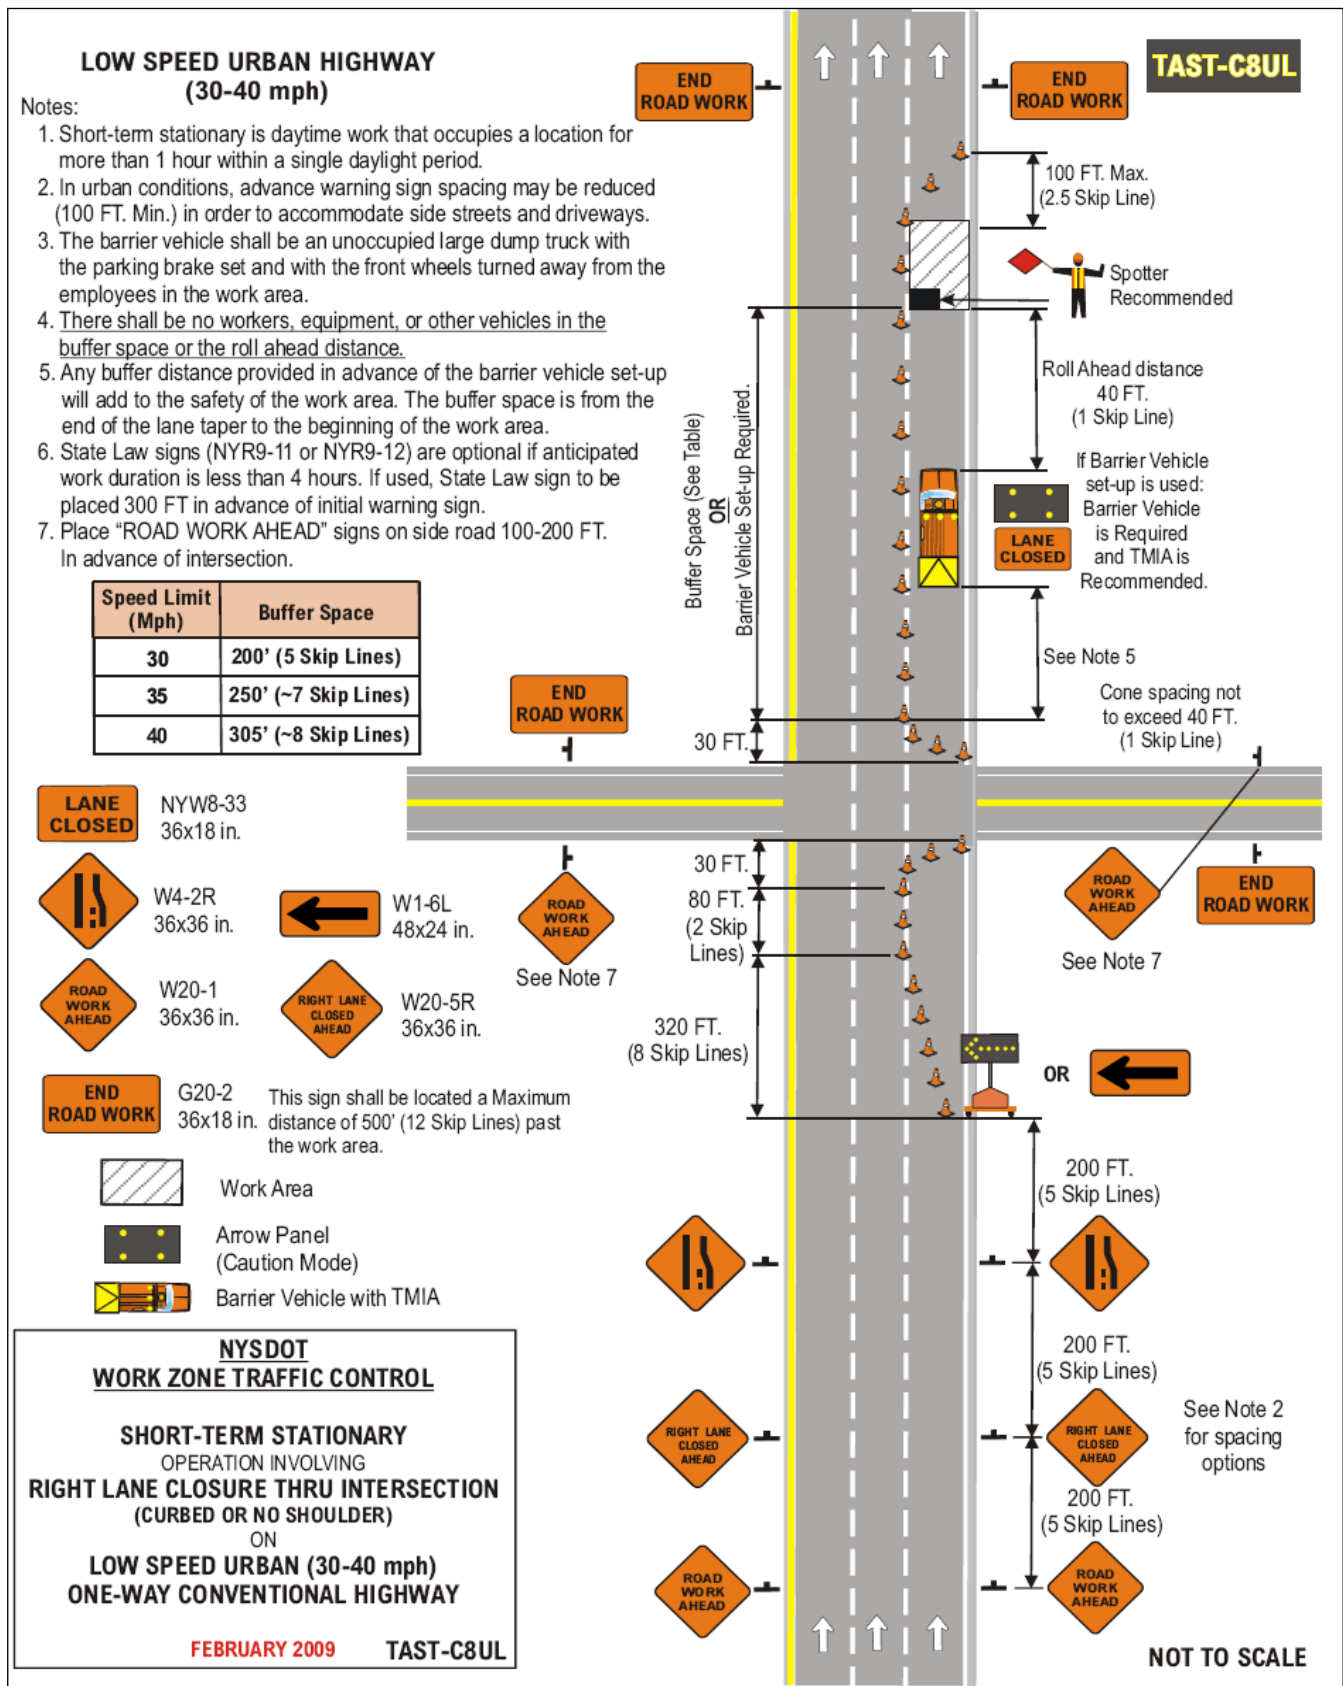 LOW SPEED URBAN HIGHWAY
(30-40 mph)
Notes:
1. Short-term stationary is daytime work that occupies a location for
more than 1 hour within a single daylight period.
2. In urban conditions, advance warning sign spacing may be reduced
(100 FT. Min.) in order to accommodate side streets and driveways.
3. The barrier vehicle shall be an unoccupied large dump truck with
the parking brake set and with the front wheels turned away from the
employees in the work area.
4. There shall be no workers, equipment, or other vehicles in the
buffer space or the roll ahead distance.
5. Any buffer distance provided in advance of the barrier vehicle set-up
will add to the safety of the work area. The buffer space is from the
end of the lane taper to the beginning of the work area.
6. State Law signs (NYR9-11 or NYR9-12) are optional if anticipated
work duration is less than 4 hours. If used, State Law sign to be
placed 300 FT in advance of initial warning sign.
7. Place “ROAD WORK AHEAD” signs on side road 100-200 FT.
In advance of intersection.
Speed Limit
(Mph)
Buffer Space
30
200’ (5 Skip Lines)
35
250’ (~7 Skip Lines)
40
305’ (~8 Skip Lines)
LANE
CLOSED
NYW8-33
36x18 in.
W4-2R
36x36 in.
W1-6L
48x24 in.
ROAD
WORK
AHEAD
W20-1
36x36 in.
RIGHT LANE
CLOSED
AHEAD
W20-5R
36x36 in.
END
ROAD WORK
G20-2
36x18 in.
This sign shall be located a Maximum
distance of 500’ (12 Skip Lines) past
the work area.
Work Area
Arrow Panel
(Caution Mode)
Barrier Vehicle with TMIA
NYSDOT
WORK ZONE TRAFFIC CONTROL
SHORT-TERM STATIONARY
OPERATION INVOLVING
RIGHT LANE CLOSURE THRU INTERSECTION
(CURBED OR NO SHOULDER)
ON
LOW SPEED URBAN (30-40 mph)
ONE-WAY CONVENTIONAL HIGHWAY
FEBRUARY 2009
TAST-C8UL
END
ROAD WORK
END
ROAD WORK
TAST-C8UL
100 FT. Max.
(2.5 Skip Line)
Spotter
Recommended
Roll Ahead distance
40 FT.
(1 Skip Line)
If Barrier Vehicle
set-up is used:
Barrier Vehicle
is Required
and TMIA is
Recommended.
LANE
CLOSED
Buffer Space (See Table)
OR
Barrier Vehicle Set-up Required.
See Note 5
Cone spacing not
to exceed 40 FT.
(1 Skip Line)
END
ROAD WORK
30 FT.
30 FT.
80 FT.
(2 Skip
Lines)
ROAD
WORK
AHEAD
See Note 7
ROAD
WORK
AHEAD
See Note 7
END
ROAD WORK
320 FT.
(8 Skip Lines)
OR
200 FT.
(5 Skip Lines)
200 FT.
(5 Skip Lines)
RIGHT LANE
CLOSED
AHEAD
RIGHT LANE
CLOSED
AHEAD
See Note 2
for spacing
options
200 FT.
(5 Skip Lines)
ROAD
WORK
AHEAD
ROAD
WORK
AHEAD
NOT TO SCALE